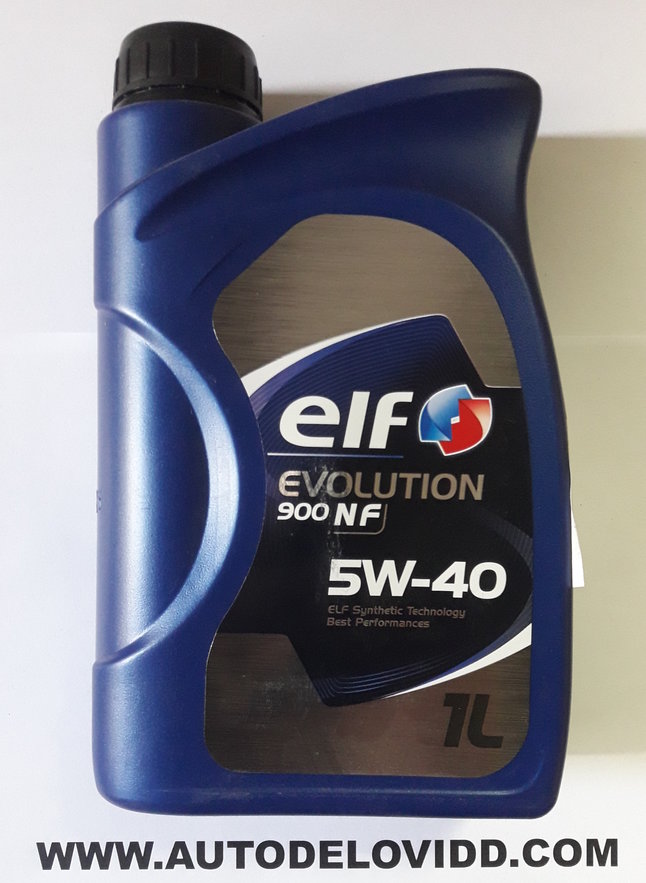 elf
EVOLUTION
900 NF
5W-40
ELF Synthetic Technology
Best Performances
1L
WWW.AUTODELOVIDD.COM